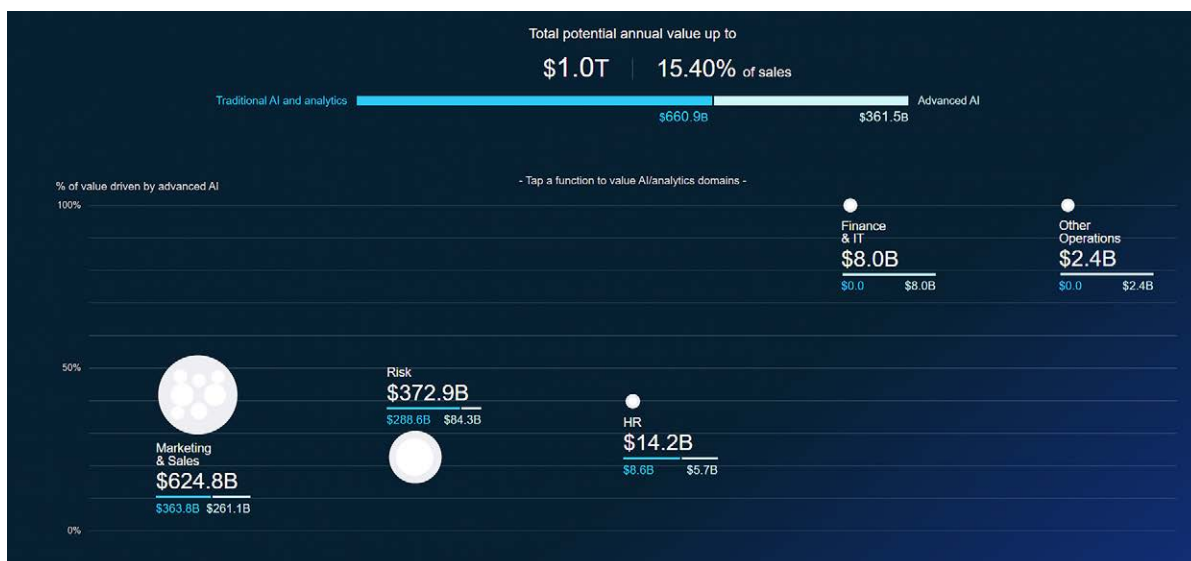 Total potential annual value up to
$1.0T | 15.40% of sales
Traditional AI and analytics
Advanced AI
$660.9B
$361.5B
- Tap a function to value AI/analytics domains -
% of value driven by advanced AI
100%
Finance
& IT
$8.0B
$0.0 $8.0B
Other
Operations
$2.4B
$0.0 $2.4B
50%
Risk
$372.9B
$288.6B $84.3B
HR
$14.2B
$8.6B $5.7B
Marketing
& Sales
$624.8B
$363.8B $261.1B
0%